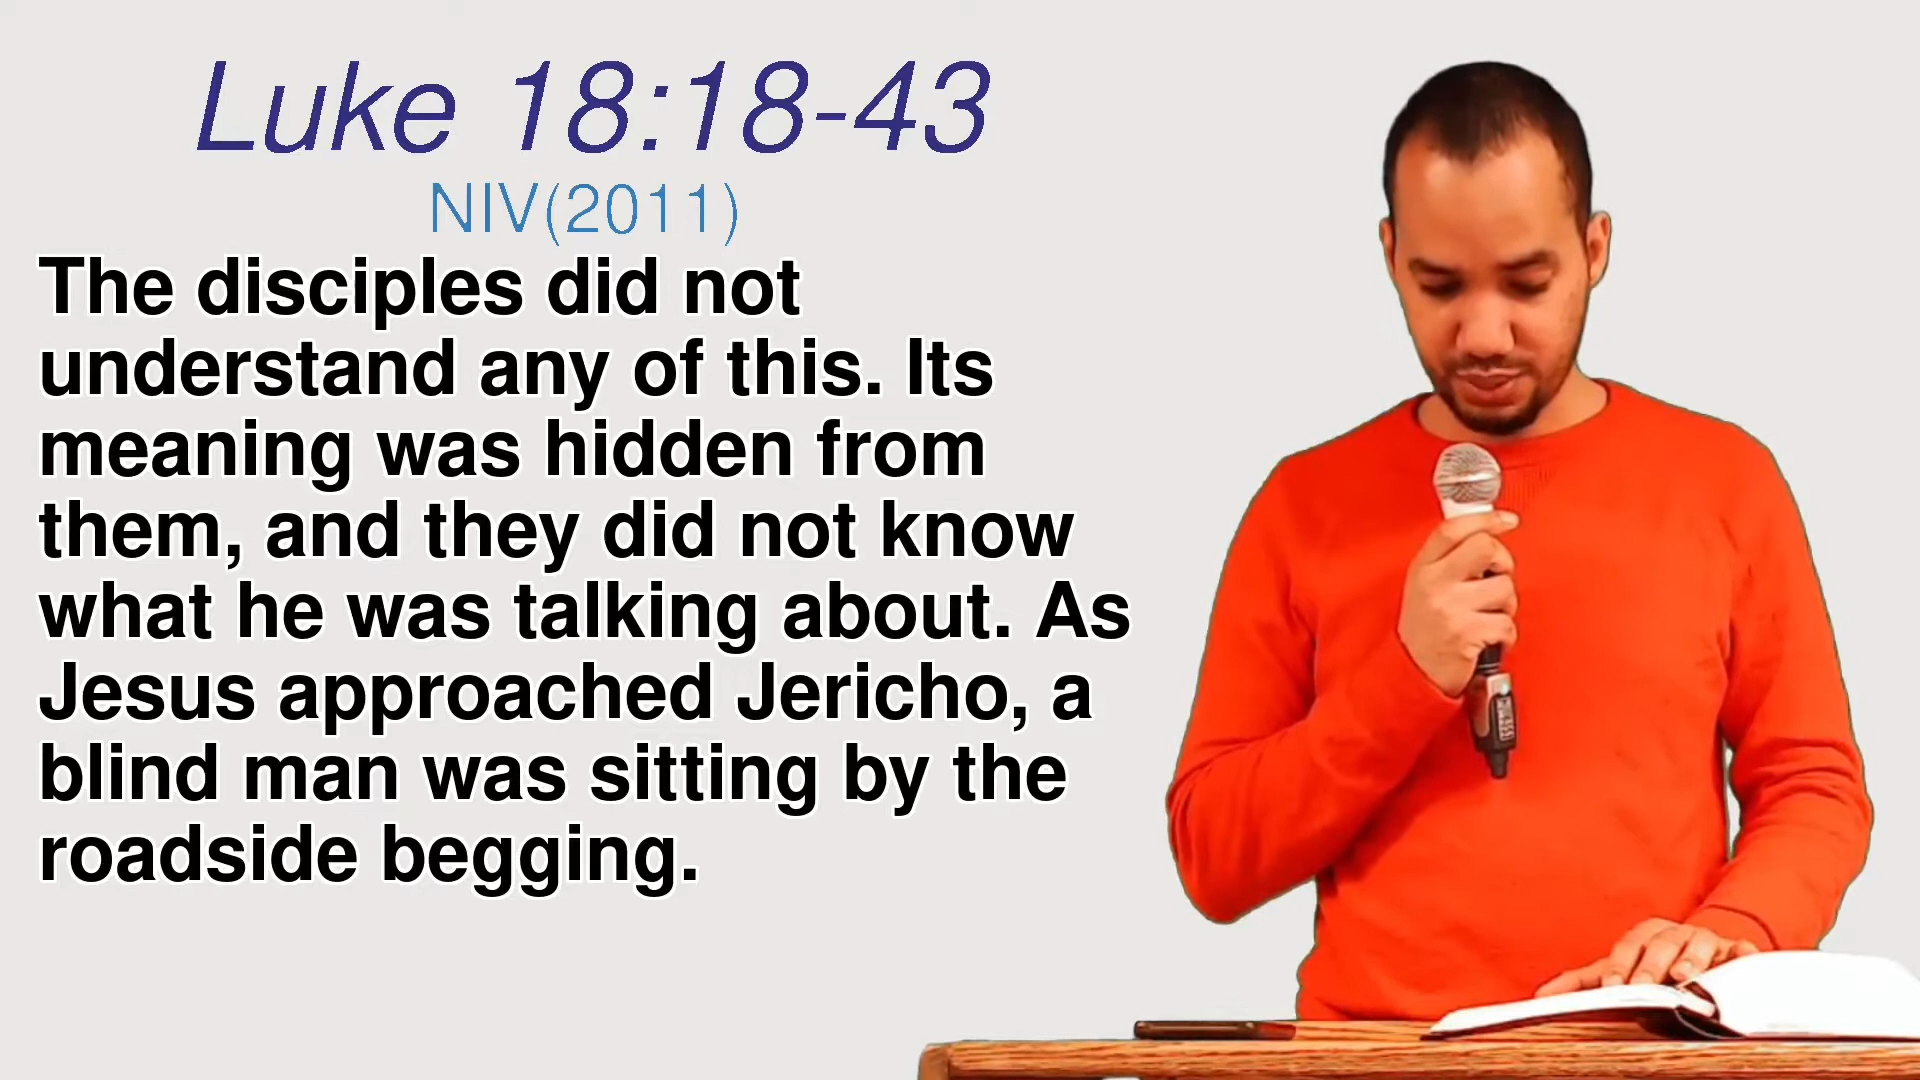 Luke 18:18-43
NIV(2011)
The disciples did not
understand any of this. Its
meaning was hidden from
them, and they did not know
what he was talking about. As
Jesus approached Jericho, a
blind man was sitting by the
roadside begging.